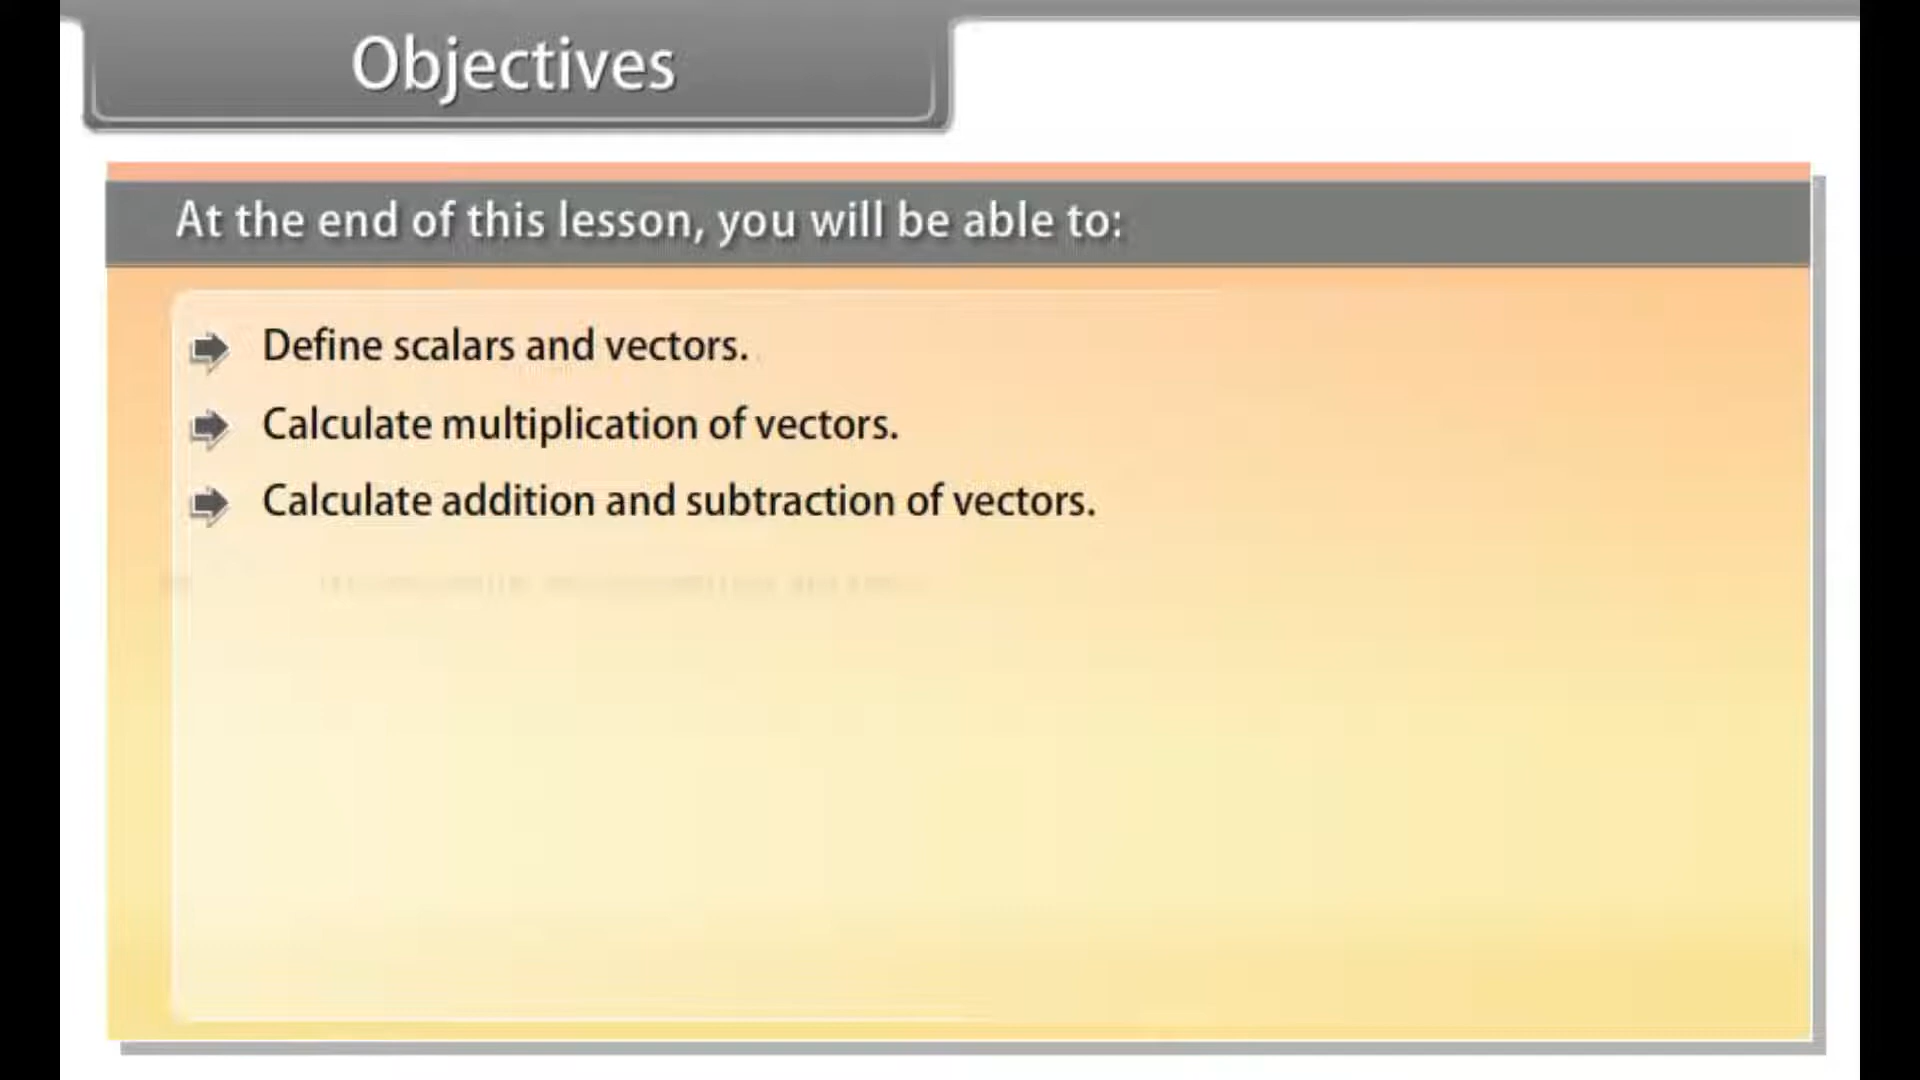 Objectives
At the end of this lesson, you will be able to:
Define scalars and vectors.
Calculate multiplication of vectors.
Calculate addition and subtraction of vectors.